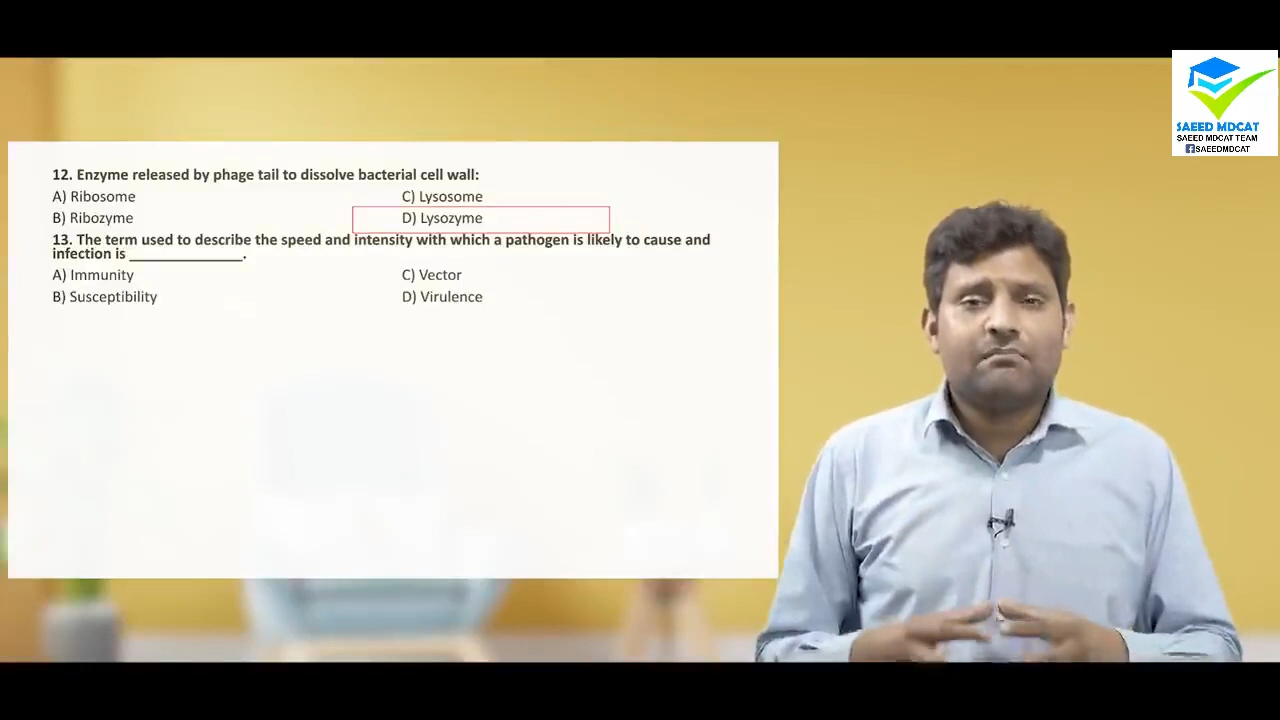 SAEED MDCAT
SAEED MDCAT TEAM
SAEEDMDCAT
12. Enzyme released by phage tail to dissolve bacterial cell wall:
A) Ribosome C) Lysosome
B) Ribozyme D) Lysozyme
13. The term used to describe the speed and intensity with which a pathogen is likely to cause and
infection is ______________.
A) Immunity C) Vector
B) Susceptibility D) Virulence